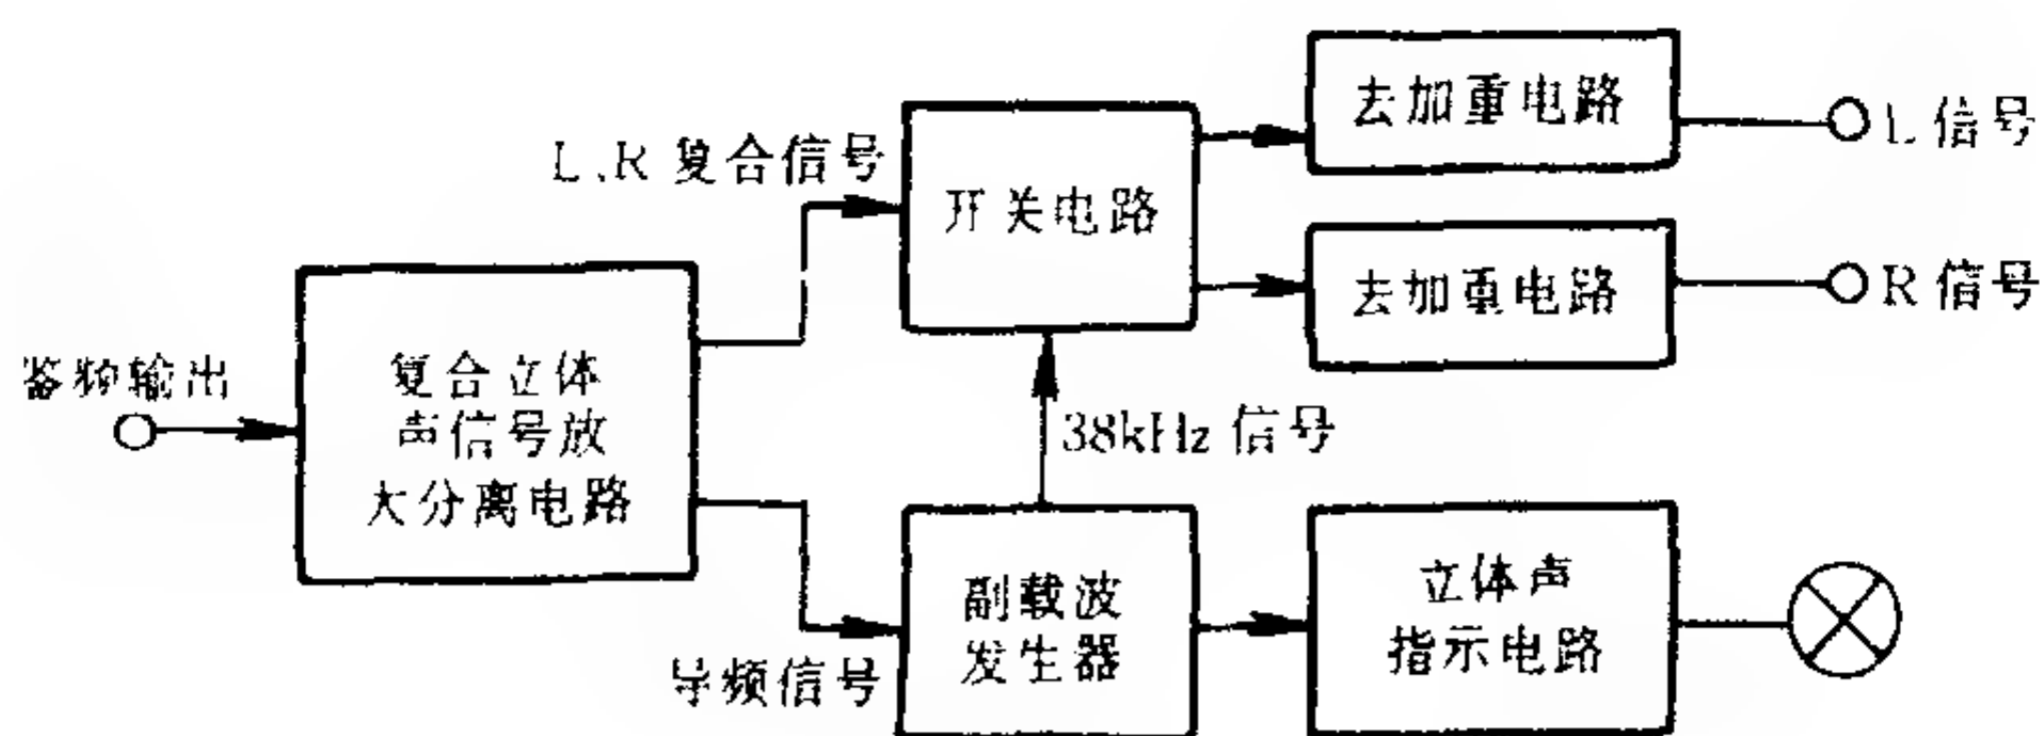 去加重电路
L 信号
L、R 复合信号
开关电路
去加重电路
R 信号
鉴频输出
复合立体
声信号放
大分离电路
38kHz 信号
副载波
发生器
立体声
指示电路
导频信号